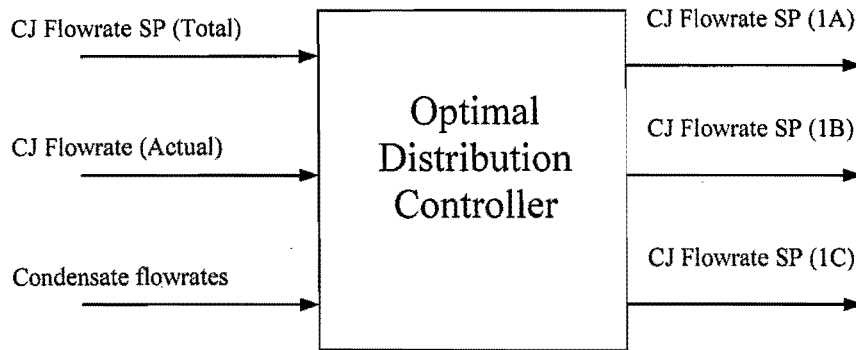 CJ Flowrate SP (Total)
CJ Flowrate (Actual)
Condensate flowrates
Optimal
Distribution
Controller
CJ Flowrate SP (1A)
CJ Flowrate SP (1B)
CJ Flowrate SP (1C)